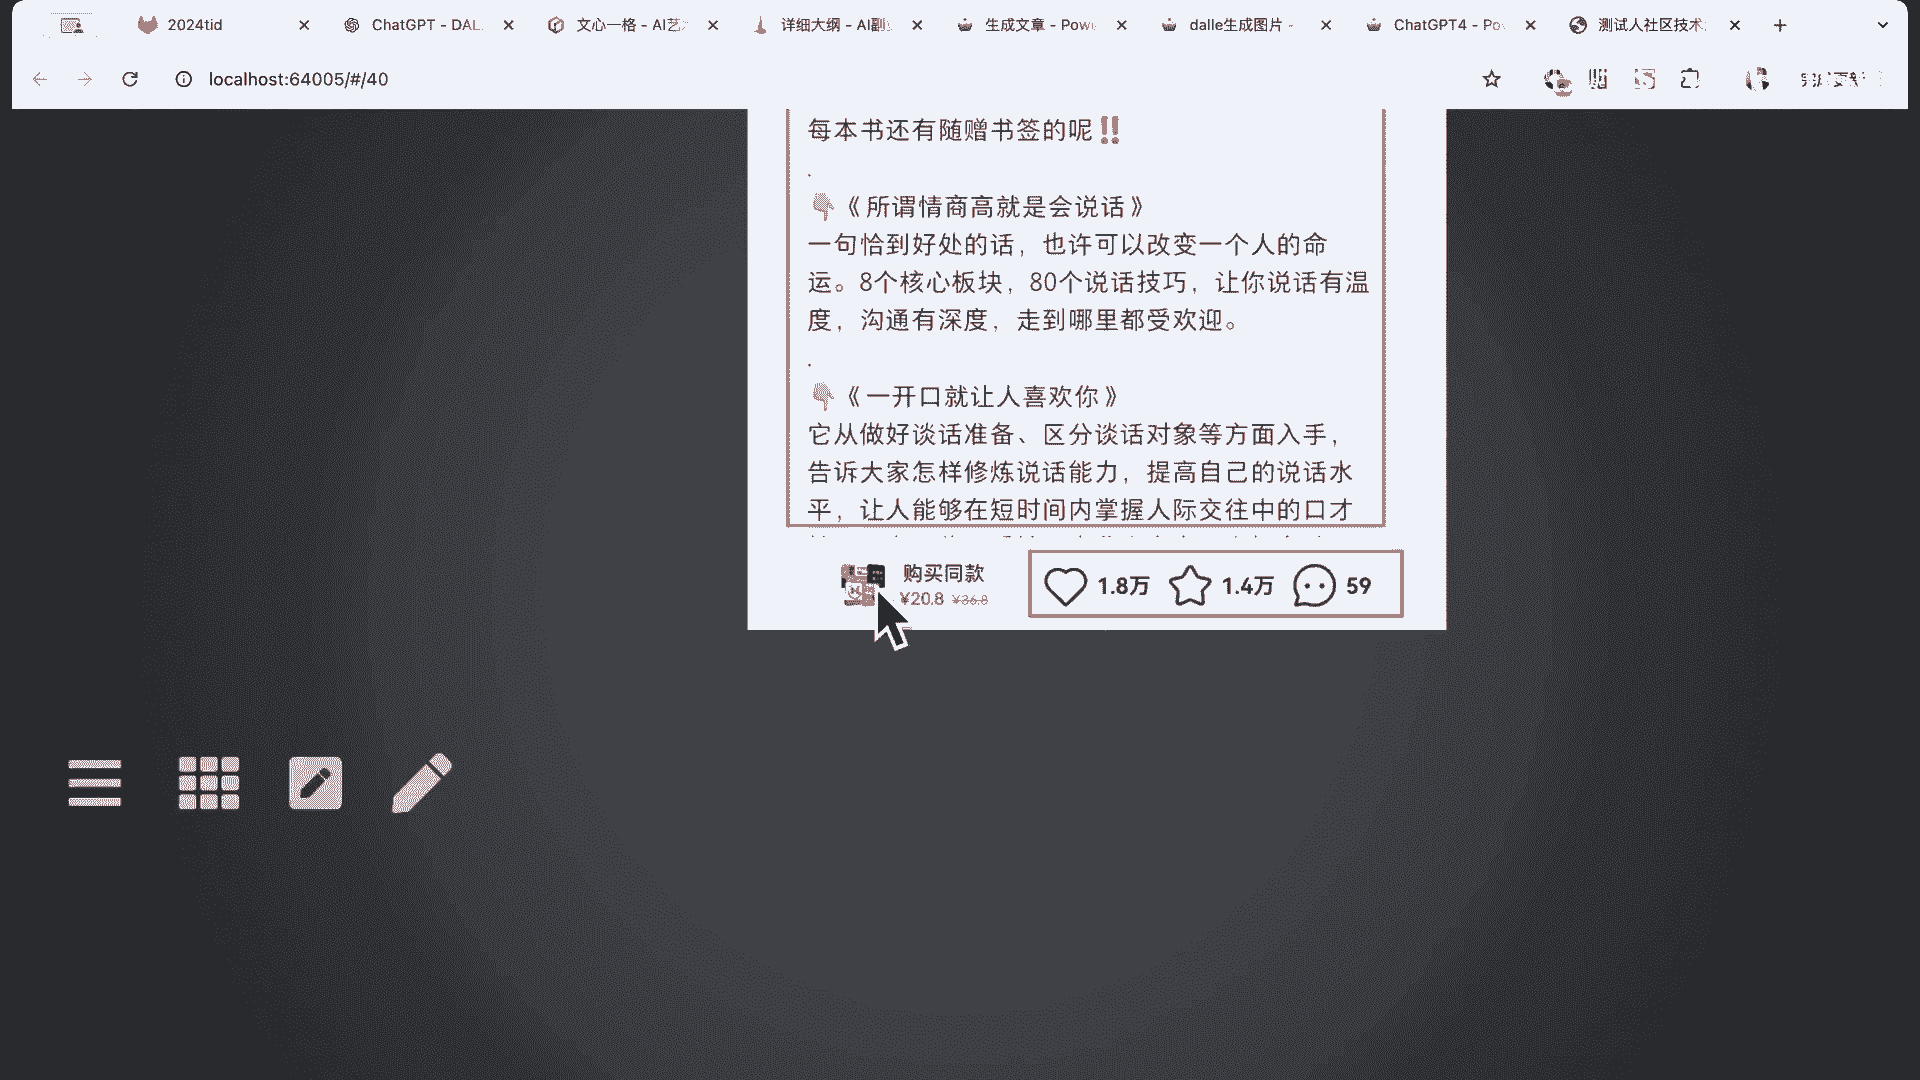 2024tid
ChatGPT - DAL
文心一格 - AI艺
详细大纲 - AI副
生成文章 - Pow
dalle生成图片 -
ChatGPT4 - Po
测试人社区技术
localhost:64005/#/40
每本书还有随赠书签的呢‼️
.
👇《所谓情商高就是会说话》
一句恰到好处的话，也许可以改变一个人的命
运。8个核心板块，80个说话技巧，让你说话有温
度，沟通有深度，走到哪里都受欢迎。
.
👇《一开口就让人喜欢你》
它从做好谈话准备、区分谈话对象等方面入手，
告诉大家怎样修炼说话能力，提高自己的说话水
平，让人能够在短时间内掌握人际交往中的口才
购买同款
¥20.8 ¥36.8
1.8万 1.4万 59